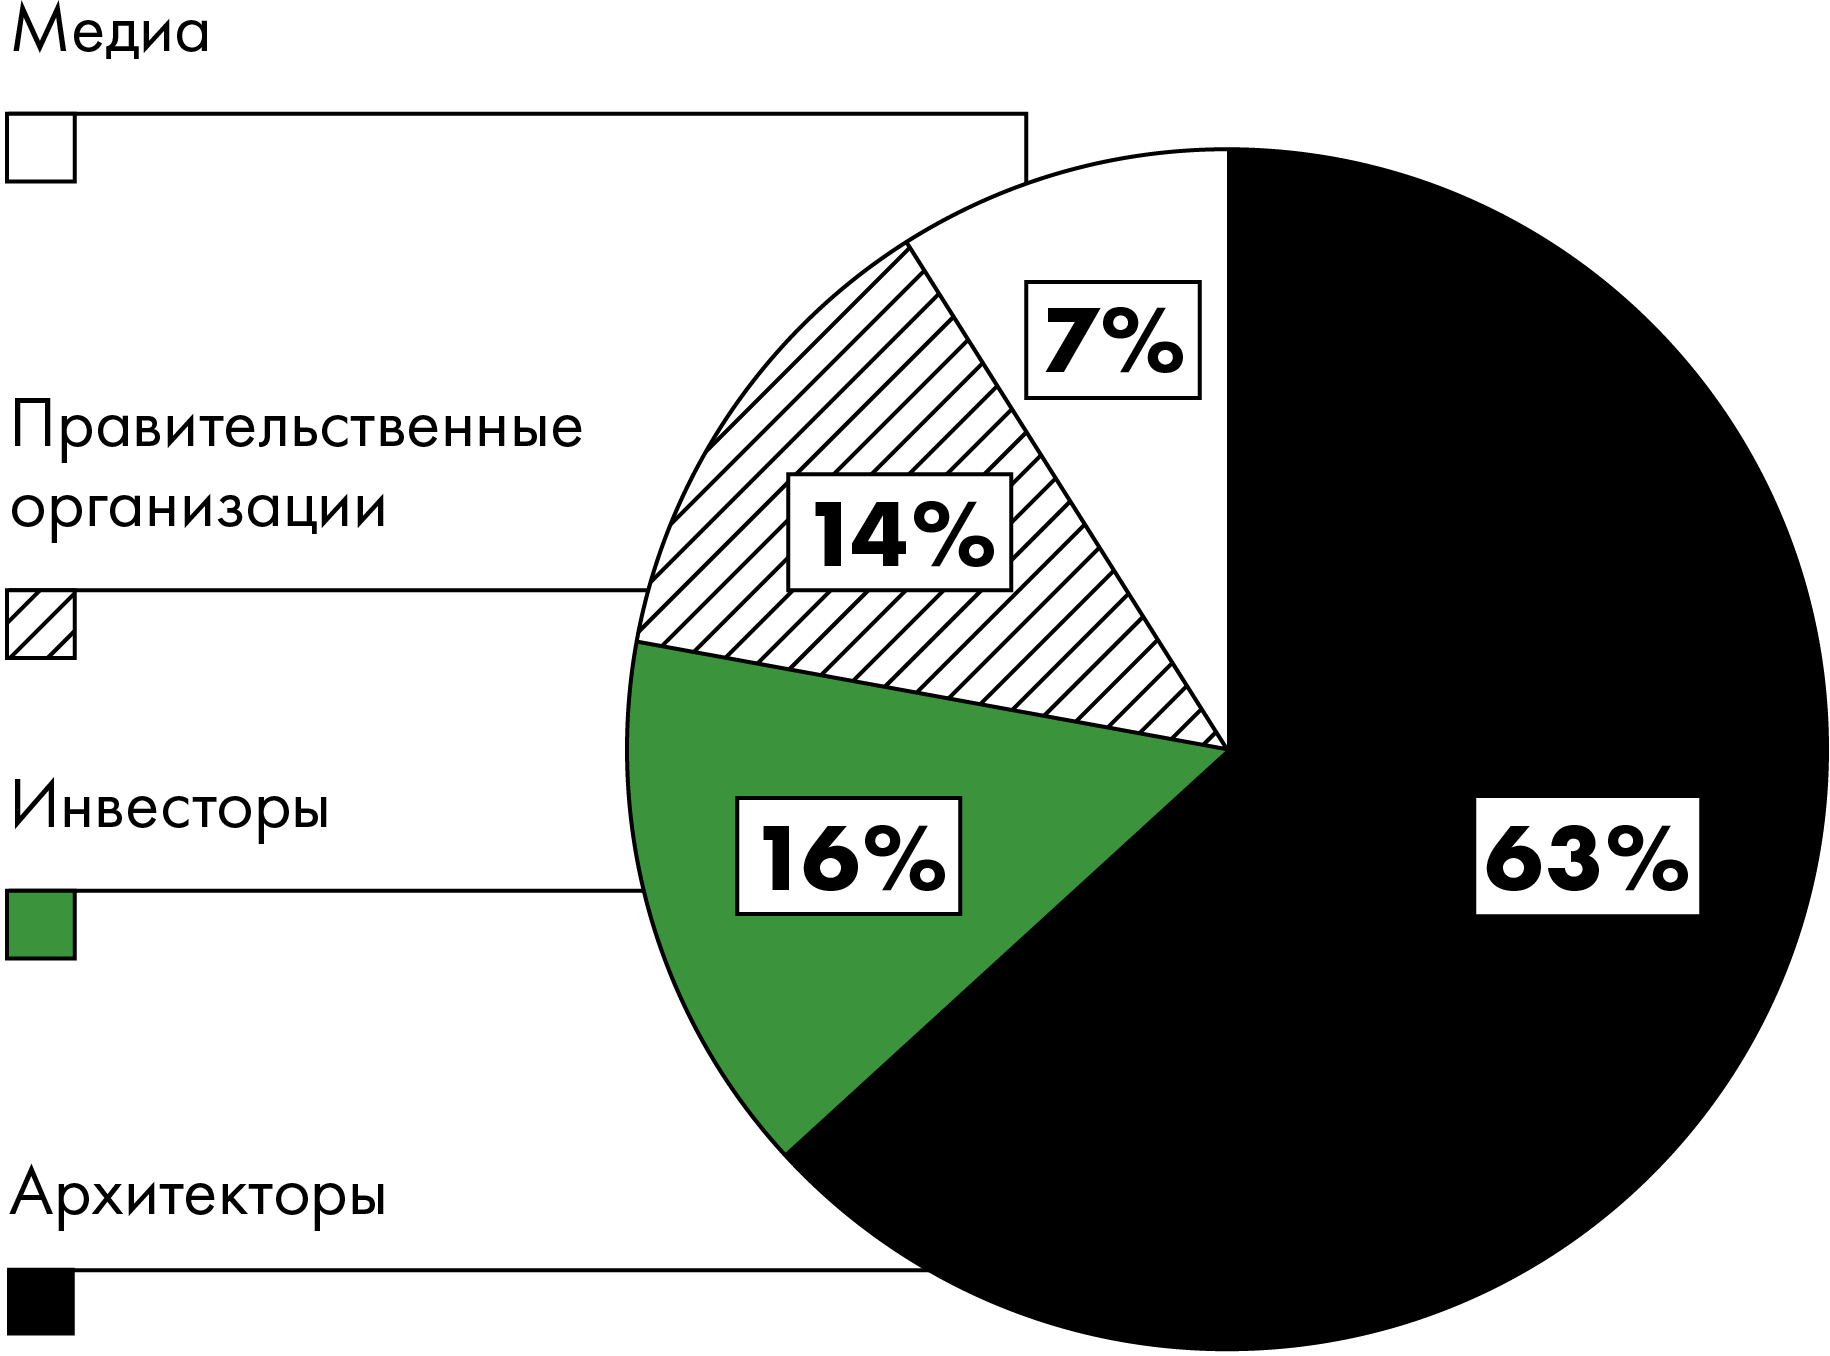 Медиа
7%
Правительственные
организации
14%
Инвесторы
16%
63%
Архитекторы